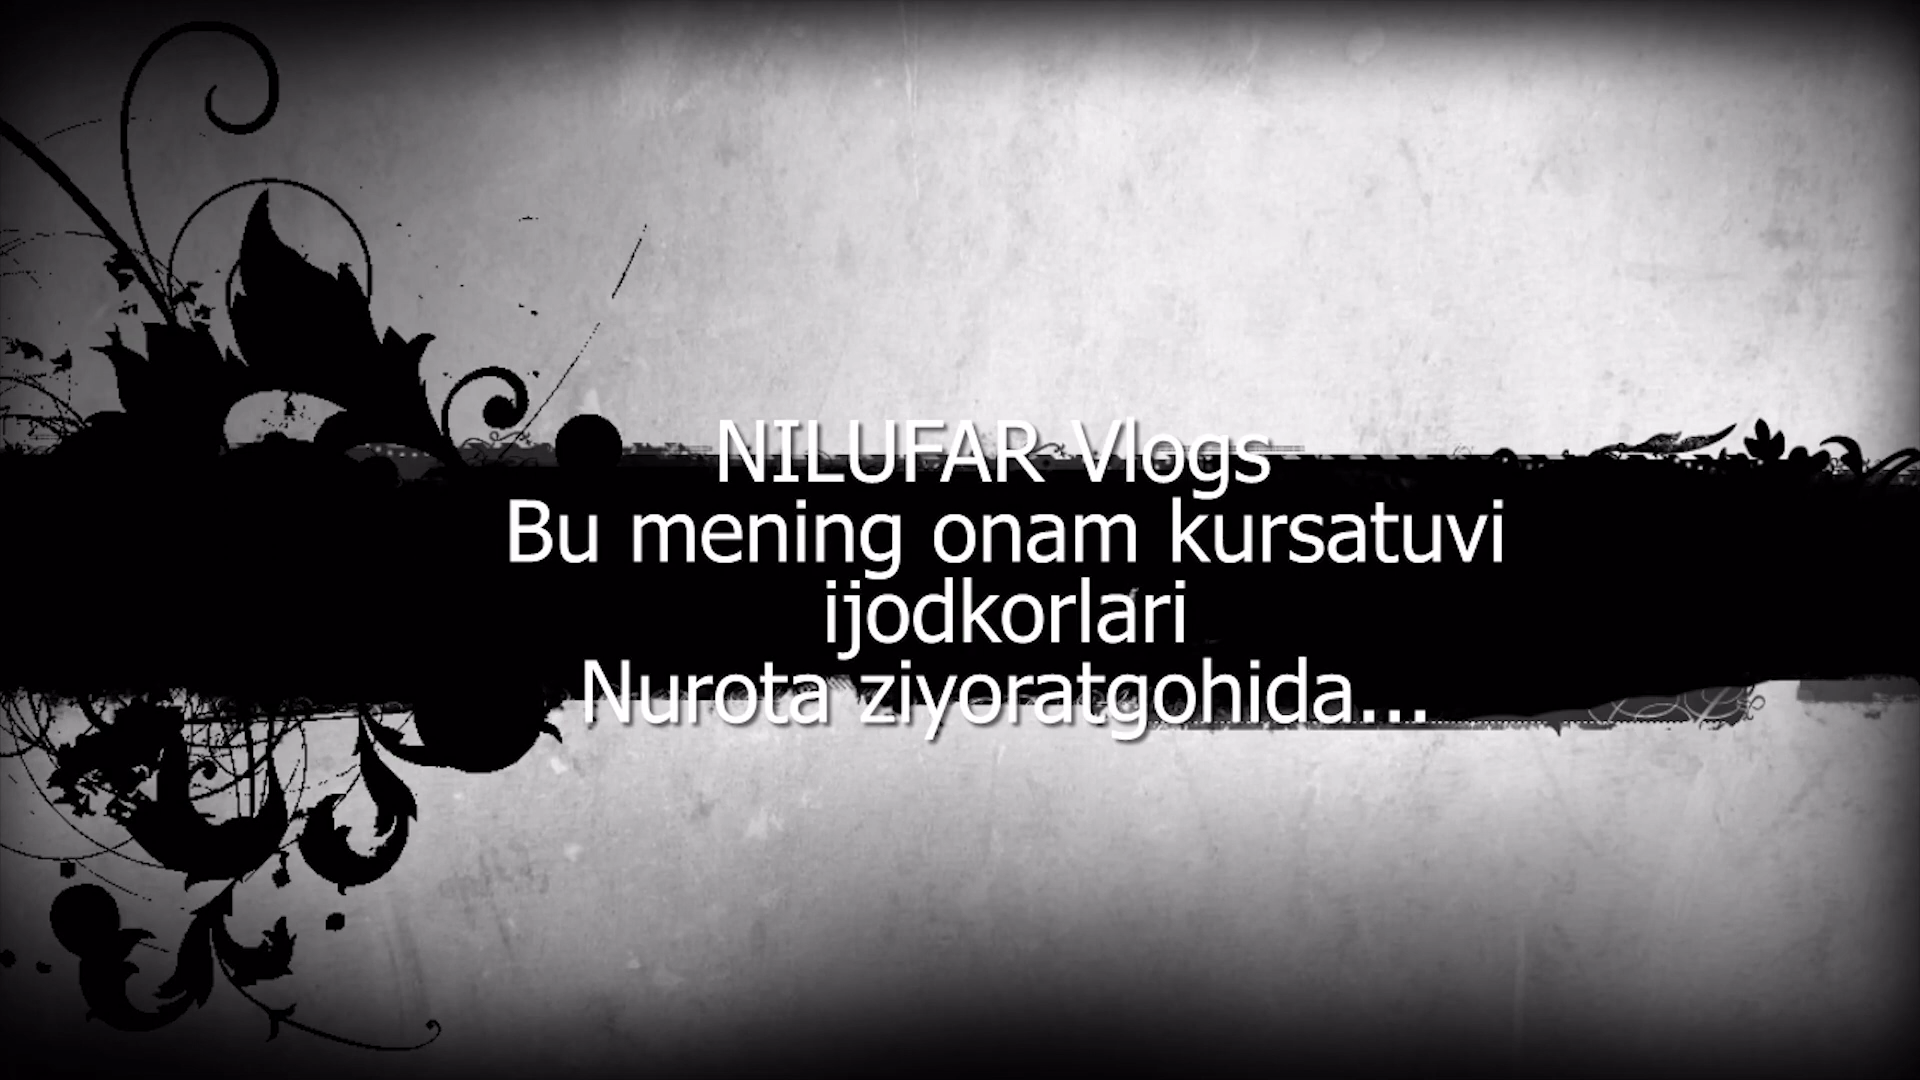 NILUFAR Vlogs
Bu mening onam kursatuvi
ijodkorlari
Nurota ziyoratgohida...